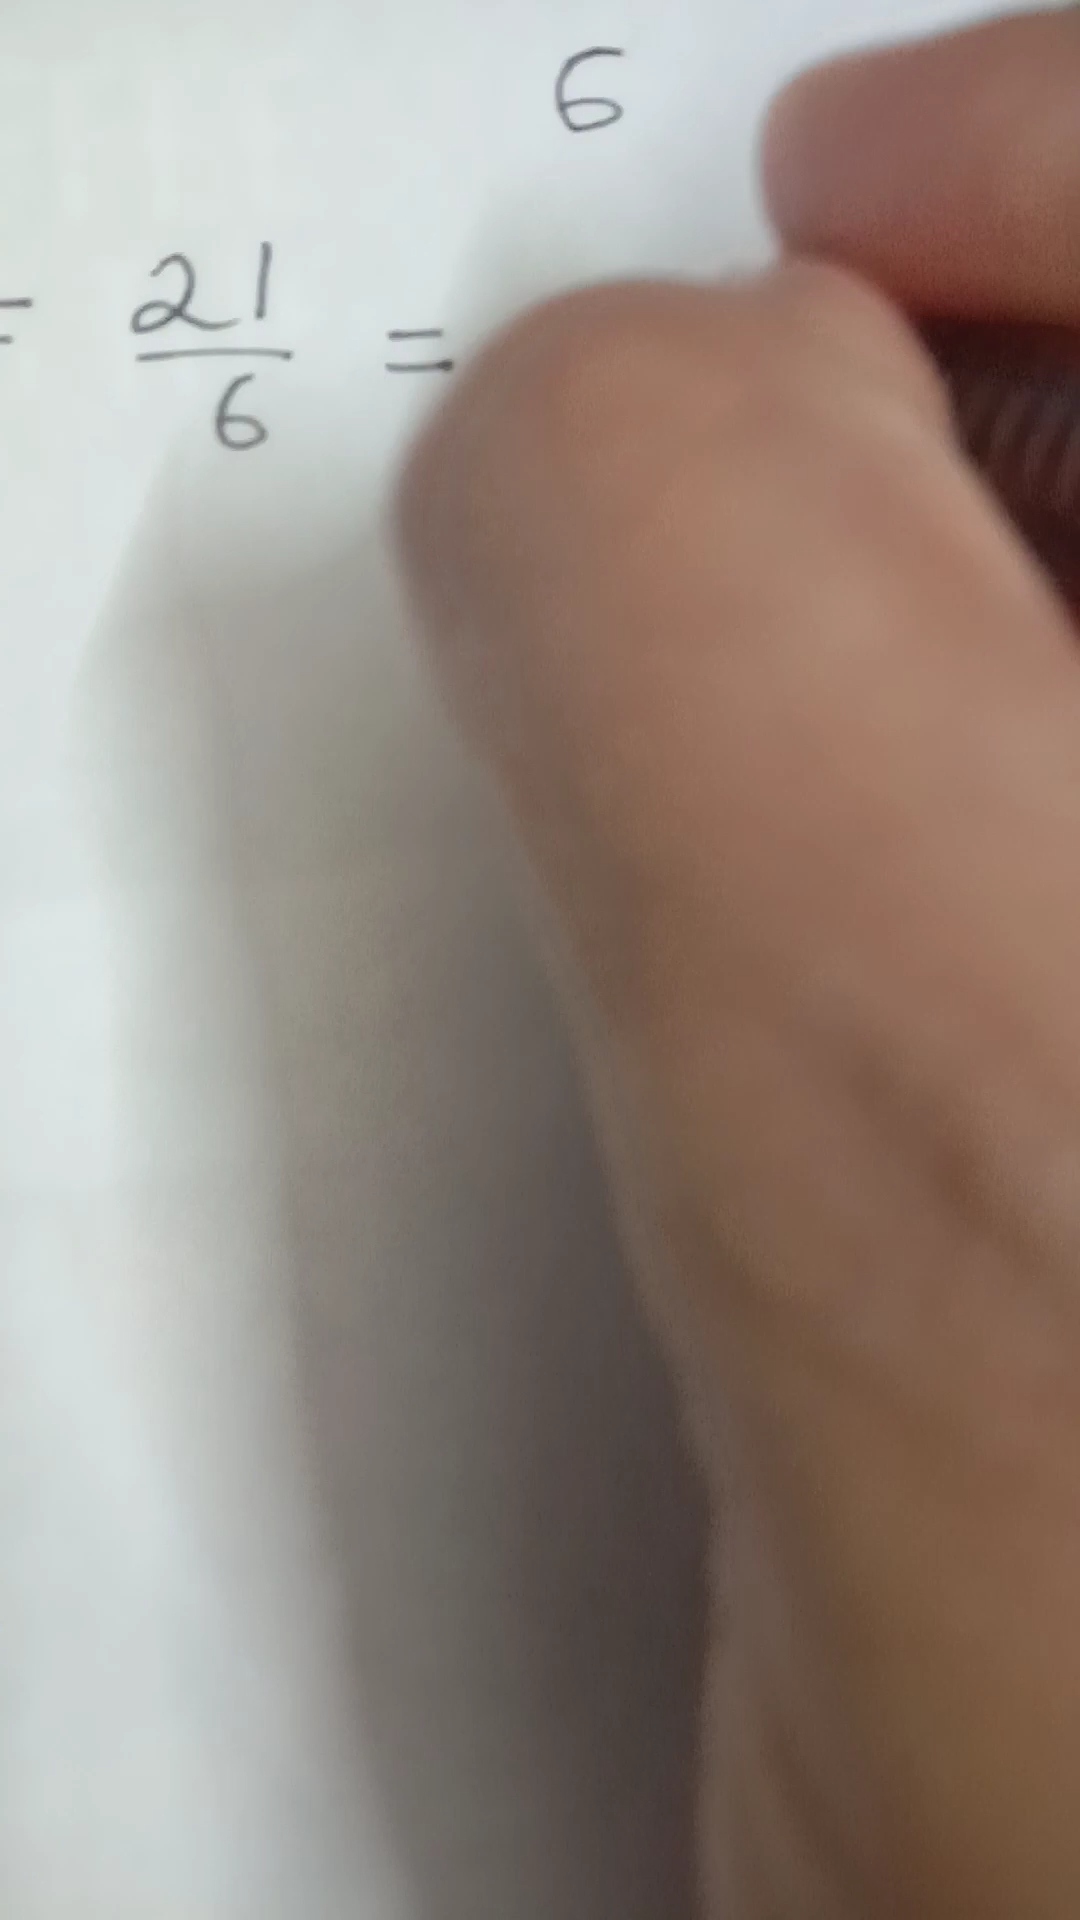 6
= 21/6 =